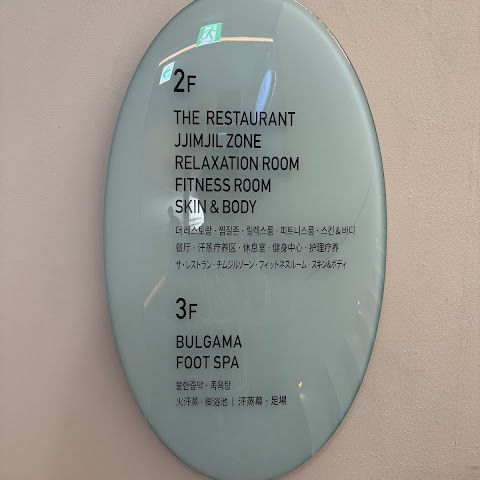 2F
THE RESTAURANT
JJIMJIL ZONE
RELAXATION ROOM
FITNESS ROOM
SKIN & BODY
더 레스토랑 · 찜질존 · 릴렉스룸 · 피트니스룸 · 스킨&바디
餐厅 · 汗蒸疗养区 · 休息室 · 健身中心 · 护理疗养
ザ・レストラン · チムジルゾーン · フィットネスルーム · スキン&ボディ
3F
BULGAMA
FOOT SPA
불한증막 · 족욕탕
火汗蒸 · 脚浴池 | 汗蒸幕 · 足場